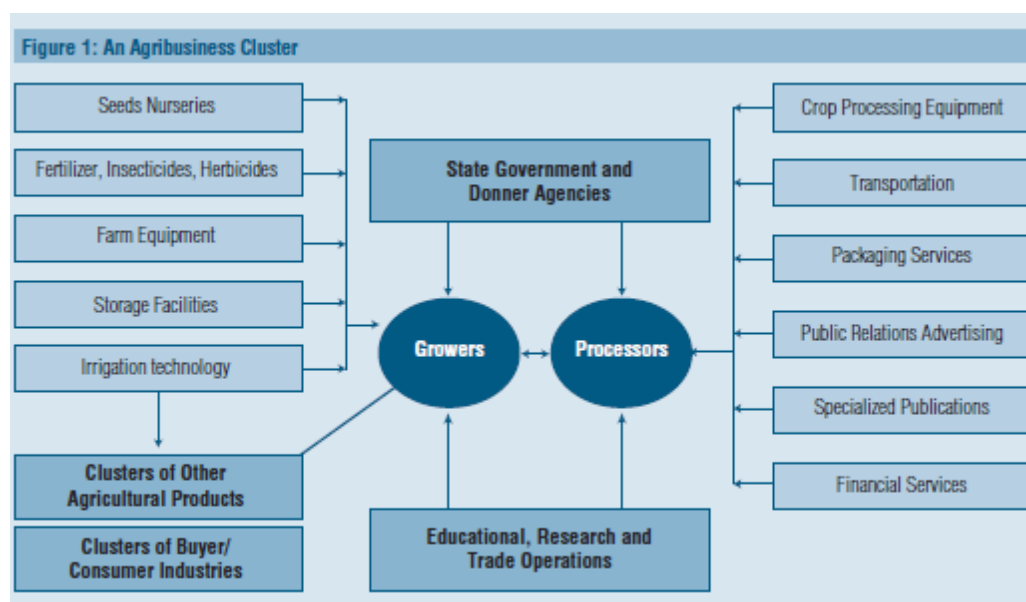 Figure 1: An Agribusiness Cluster
Seeds Nurseries
Fertilizer, Insecticides, Herbicides
Farm Equipment
Storage Facilities
Irrigation technology
Clusters of Other
Agricultural Products
Clusters of Buyer/
Consumer Industries
State Government and
Donner Agencies
Growers
Processors
Educational, Research and
Trade Operations
Crop Processing Equipment
Transportation
Packaging Services
Public Relations Advertising
Specialized Publications
Financial Services